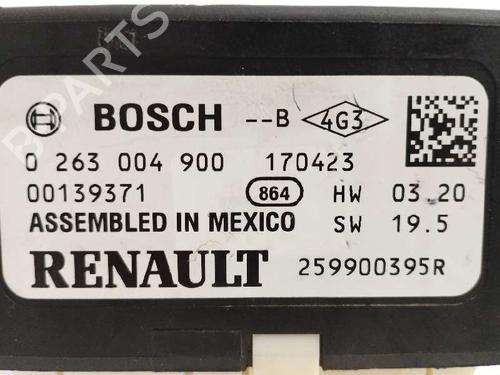 BOSCH --B 4G3
0 263 004 900 170423
00139371 864 HW 03.20
ASSEMBLED IN MEXICO SW 19.5
RENAULT 259900395R
B PARTS